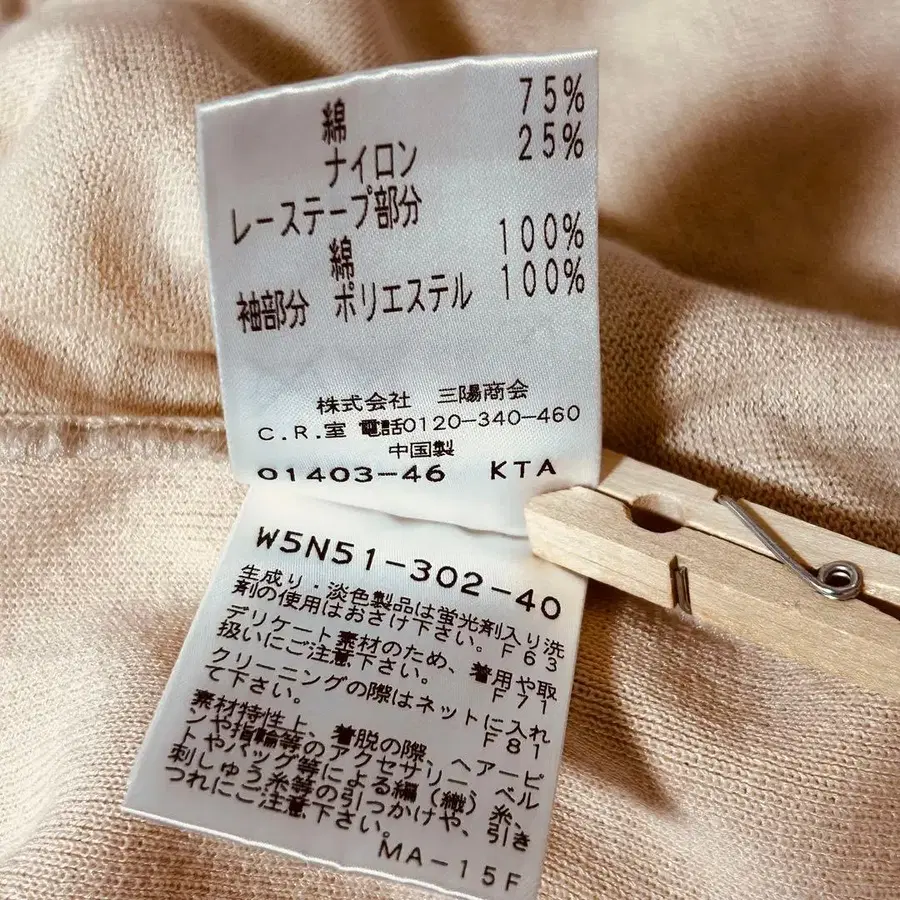 綿 75%
ナイロン 25%
レーステープ部分
綿 100%
袖部分 ポリエステル 100%
株式会社 三陽商会
C.R.室 電話0120-340-460
中国製
01403-46 KTA
W5N51-302-40
生成り・淡色製品は蛍光剤入り洗
剤の使用はおさけ下さい。F63
デリケート素材のため、着用や取
扱いにご注意下さい。 F71
クリーニングの際はネットに入れ
て下さい。 F81
素材特性上、着脱の際、ヘアーピ
ンや指輪等のアクセサリー、ベル
トやバッグ等による編(織)糸、
刺しゅう糸等の引っかけや、引き
つれにご注意下さい。
MA-15F